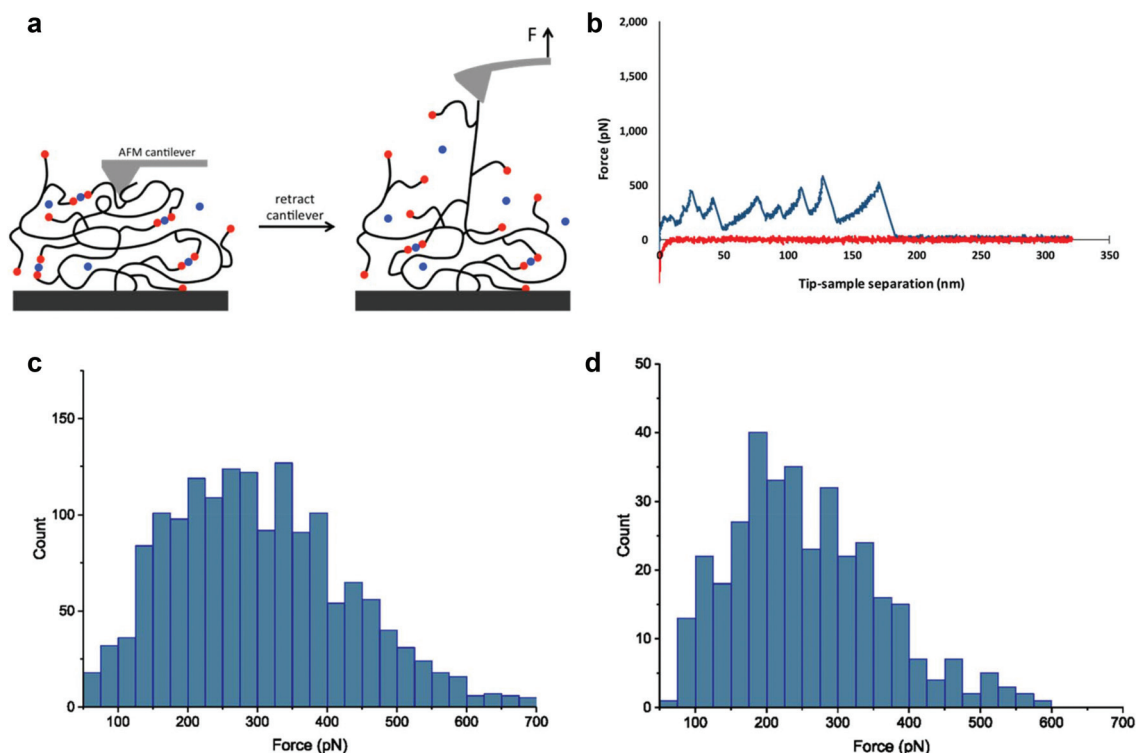 a
F
AFM cantilever
retract
cantilever
b
2,000
1,500
1,000
500
0
Force (pN)
0 50 100 150 200 250 300 350
Tip-sample separation (nm)
c
150
100
50
0
Count
100 200 300 400 500 600 700
Force (pN)
d
50
40
30
20
10
0
Count
100 200 300 400 500 600 700
Force (pN)